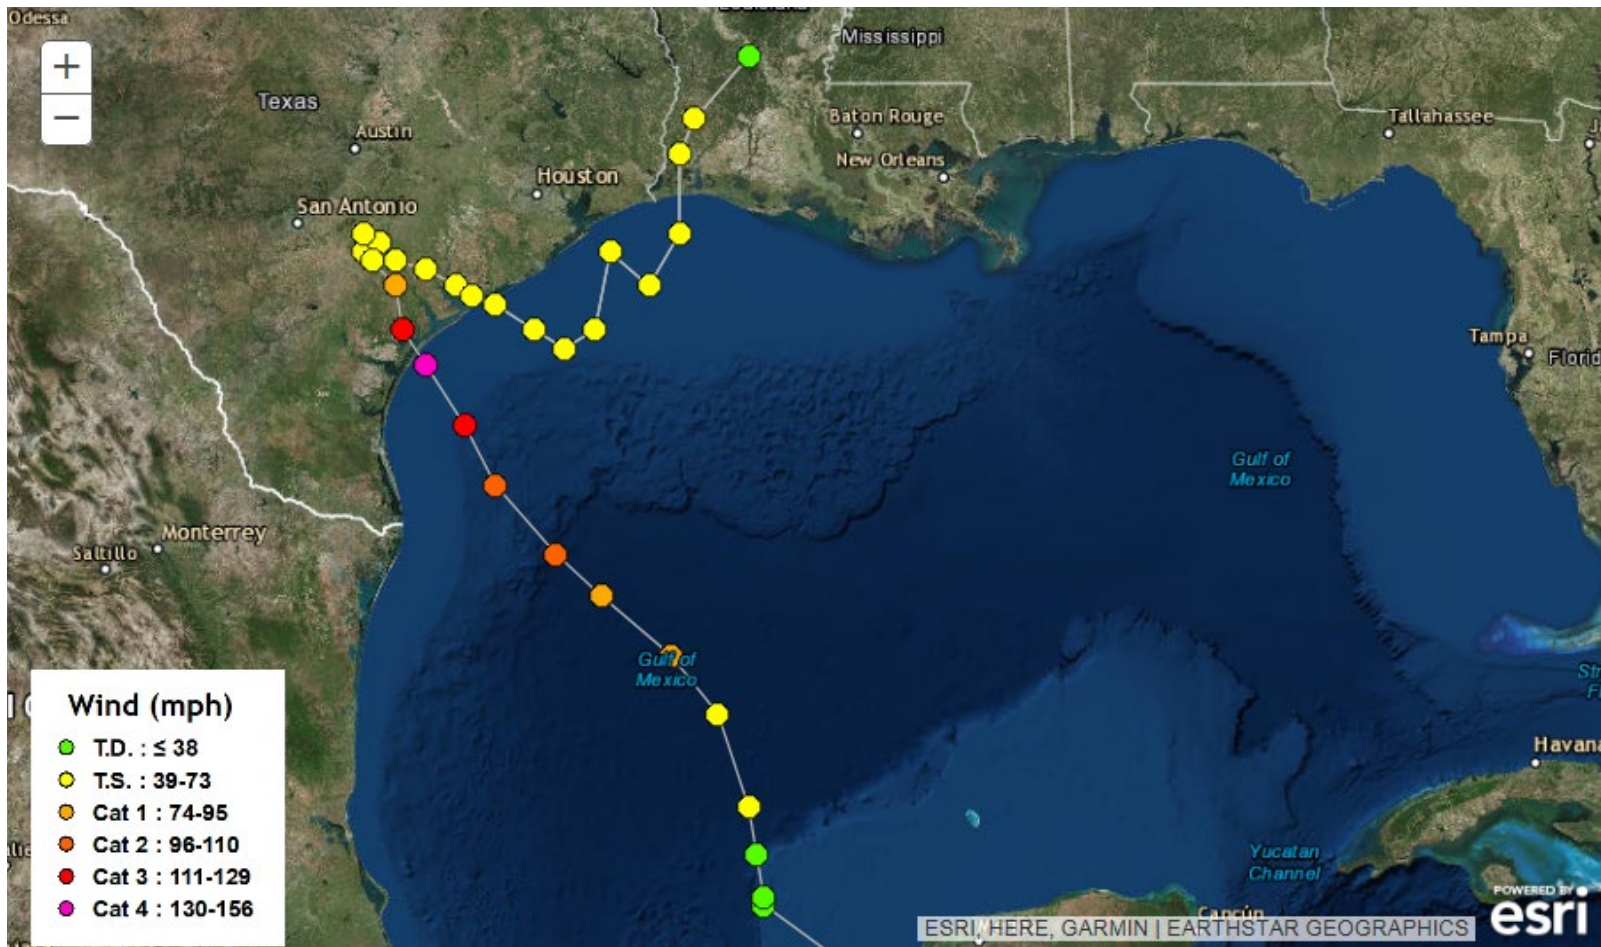 Odessa
Mississippi
+
−
Texas
Austin
Baton Rouge
Tallahassee
New Orleans
Houston
San Antonio
Tampa
Florid
Gulf of
Mexico
Monterrey
Saltillo
Gulf of
Mexico
Wind (mph)
T.D. : ≤ 38
T.S. : 39-73
Cat 1 : 74-95
Cat 2 : 96-110
Cat 3 : 111-129
Cat 4 : 130-156
Havana
Yucatan
Channel
Cancún
POWERED BY
esri
ESRI, HERE, GARMIN | EARTHSTAR GEOGRAPHICS